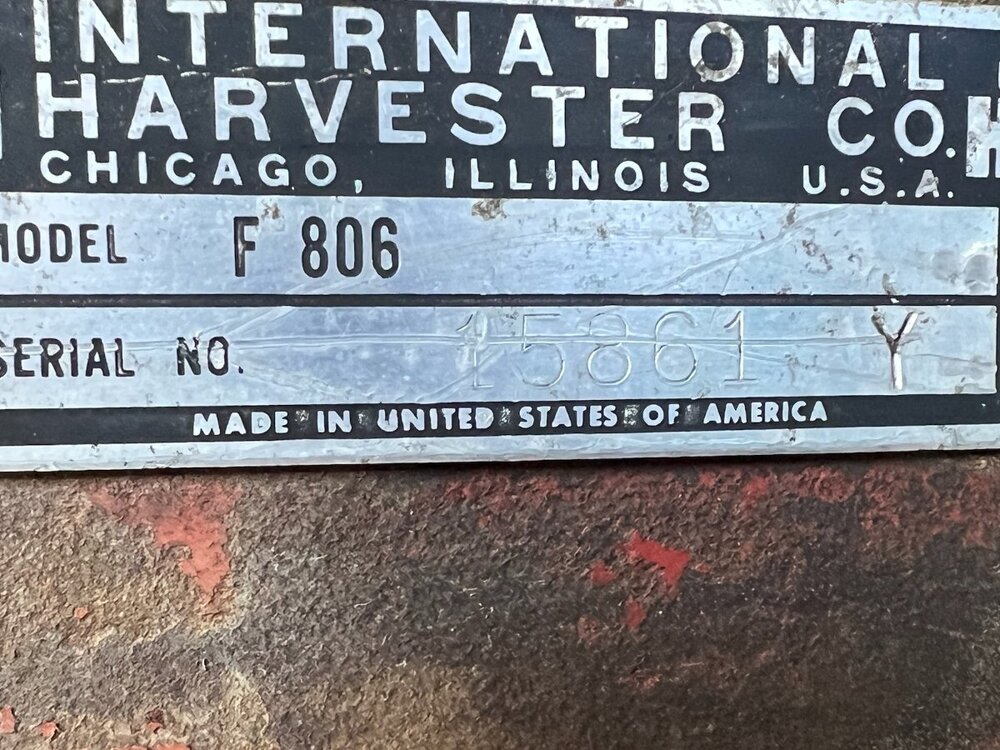 INTERNATIONAL
HARVESTER CO.
CHICAGO, ILLINOIS U.S.A.
MODEL F 806
SERIAL NO. 15861 Y
MADE IN UNITED STATES OF AMERICA